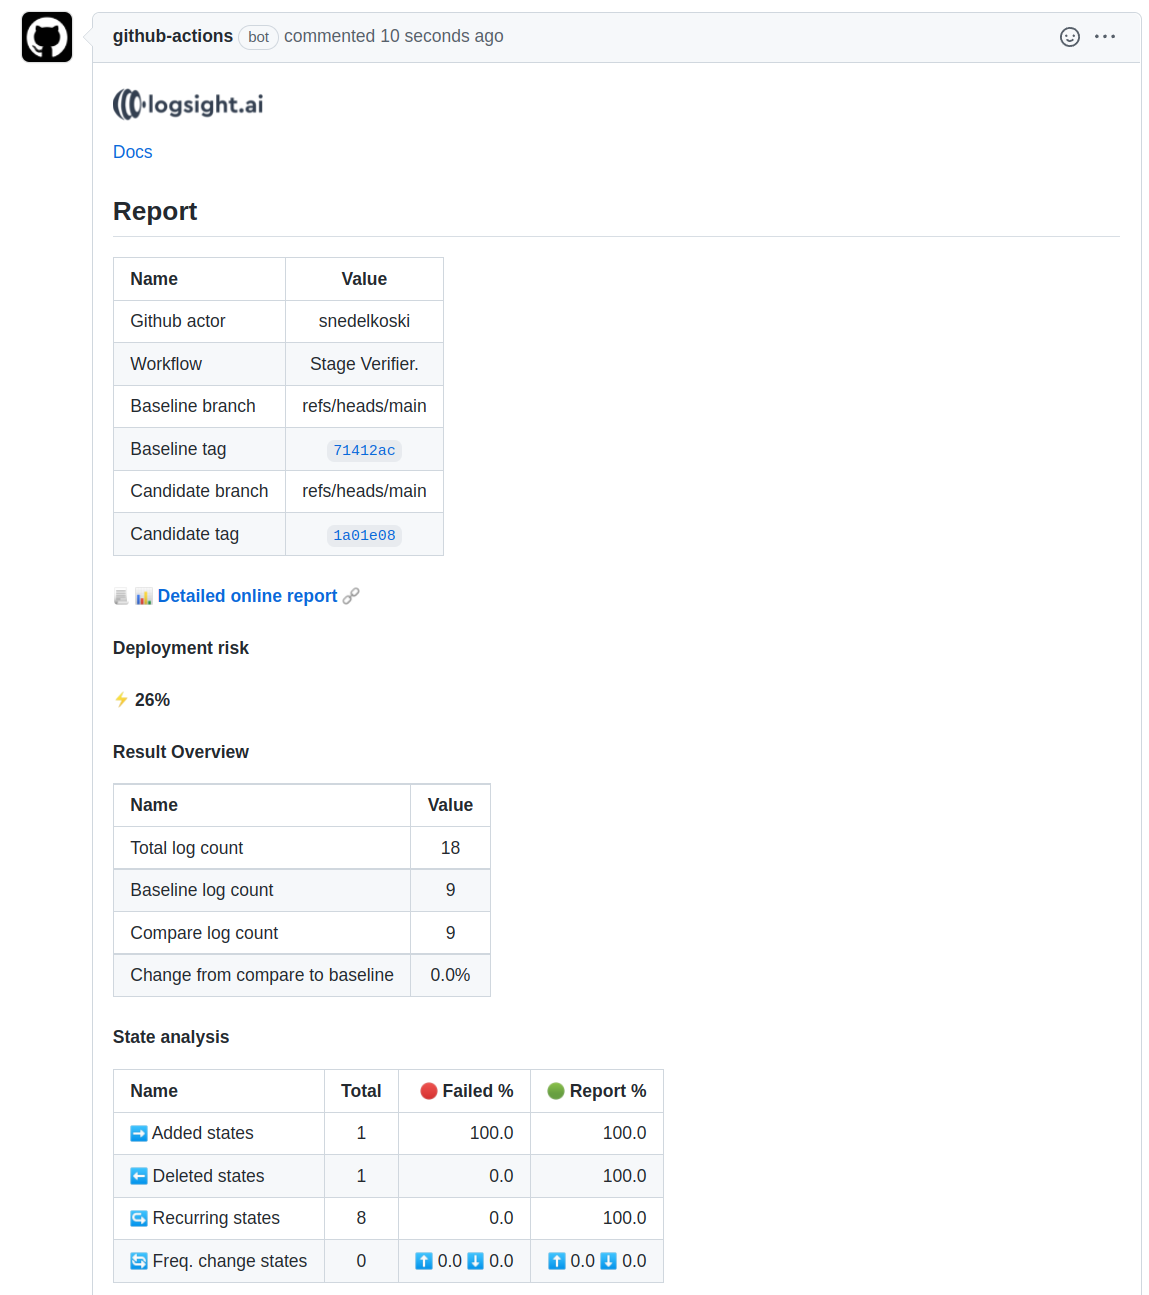 github-actions bot commented 10 seconds ago
logsight.ai
Docs
Report
Name Value
Github actor snedelkoski
Workflow Stage Verifier.
Baseline branch refs/heads/main
Baseline tag 71412ac
Candidate branch refs/heads/main
Candidate tag 1a01e08
Detailed online report
Deployment risk
⚡ 26%
Result Overview
Name Value
Total log count 18
Baseline log count 9
Compare log count 9
Change from compare to baseline 0.0%
State analysis
Name Total 🔴 Failed % 🟢 Report %
➡️ Added states 1 100.0 100.0
⬅️ Deleted states 1 0.0 100.0
↪️ Recurring states 8 0.0 100.0
🔄 Freq. change states 0 ⬆️ 0.0 ⬇️ 0.0 ⬆️ 0.0 ⬇️ 0.0